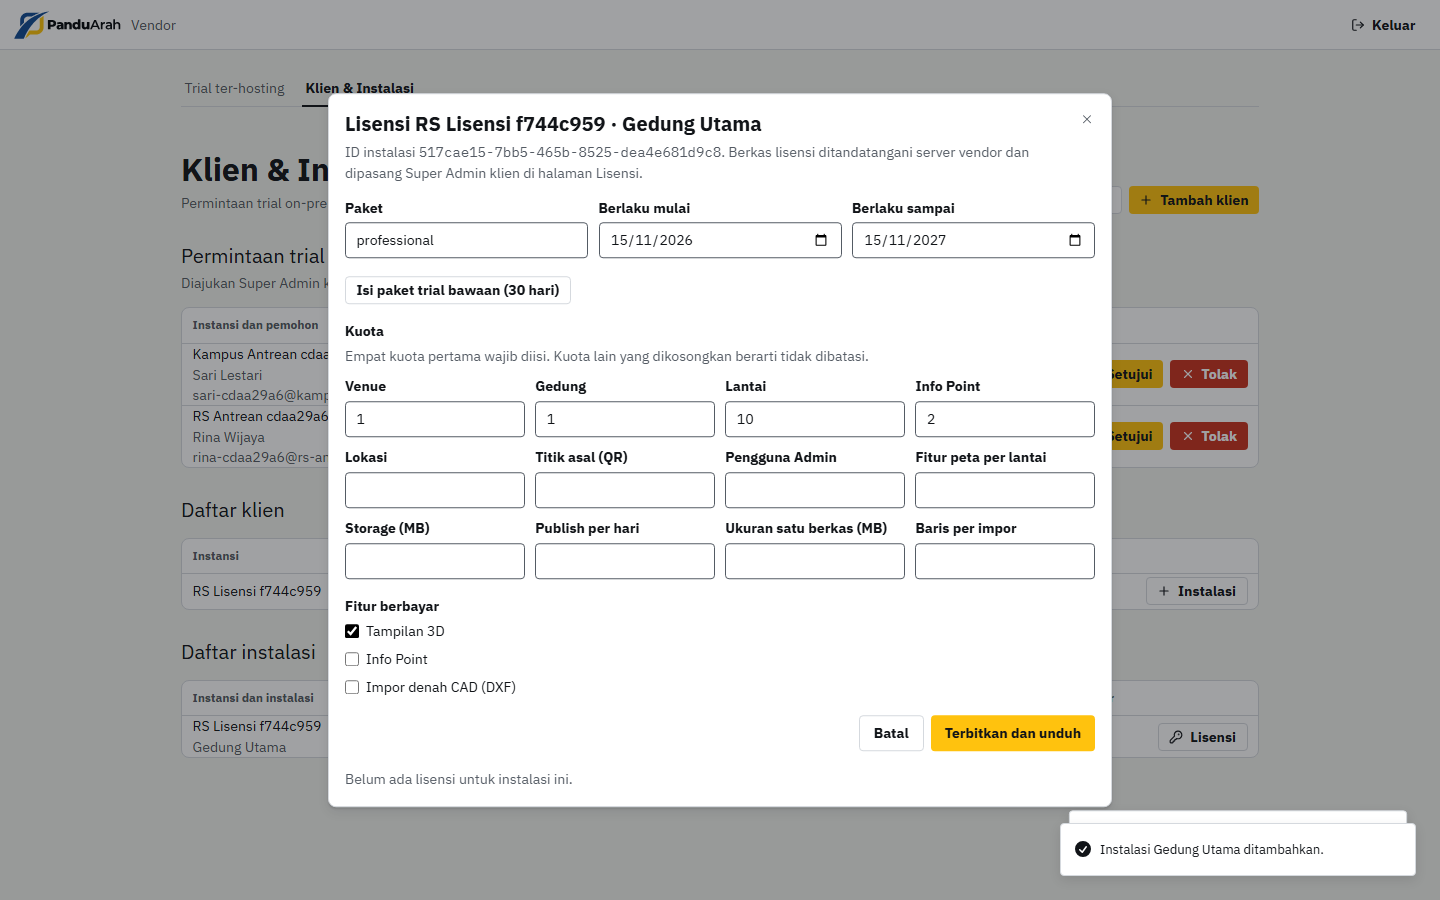 PanduArah Vendor
Keluar
Trial ter-hosting
Klien & Instalasi
Klien & In
Permintaan trial on-pre
Tambah klien
Permintaan trial
Diajukan Super Admin
Instansi dan pemohon
Kampus Antrean cdaa
Sari Lestari
sari-cdaa29a6@kamp
Setujui
Tolak
RS Antrean cdaa29a6
Rina Wijaya
rina-cdaa29a6@rs-an
Setujui
Tolak
Daftar klien
Instansi
RS Lisensi f744c959
Instalasi
Daftar instalasi
Instansi dan instalasi
RS Lisensi f744c959
Gedung Utama
Lisensi
Lisensi RS Lisensi f744c959 · Gedung Utama
ID instalasi 517cae15-7bb5-465b-8525-dea4e681d9c8. Berkas lisensi ditandatangani server vendor dan
dipasang Super Admin klien di halaman Lisensi.
Paket
Berlaku mulai
Berlaku sampai
professional
15/11/2026
15/11/2027
Isi paket trial bawaan (30 hari)
Kuota
Empat kuota pertama wajib diisi. Kuota lain yang dikosongkan berarti tidak dibatasi.
Venue
Gedung
Lantai
Info Point
1
1
10
2
Lokasi
Titik asal (QR)
Pengguna Admin
Fitur peta per lantai
Storage (MB)
Publish per hari
Ukuran satu berkas (MB)
Baris per impor
Fitur berbayar
Tampilan 3D
Info Point
Impor denah CAD (DXF)
Batal
Terbitkan dan unduh
Belum ada lisensi untuk instalasi ini.
Instalasi Gedung Utama ditambahkan.